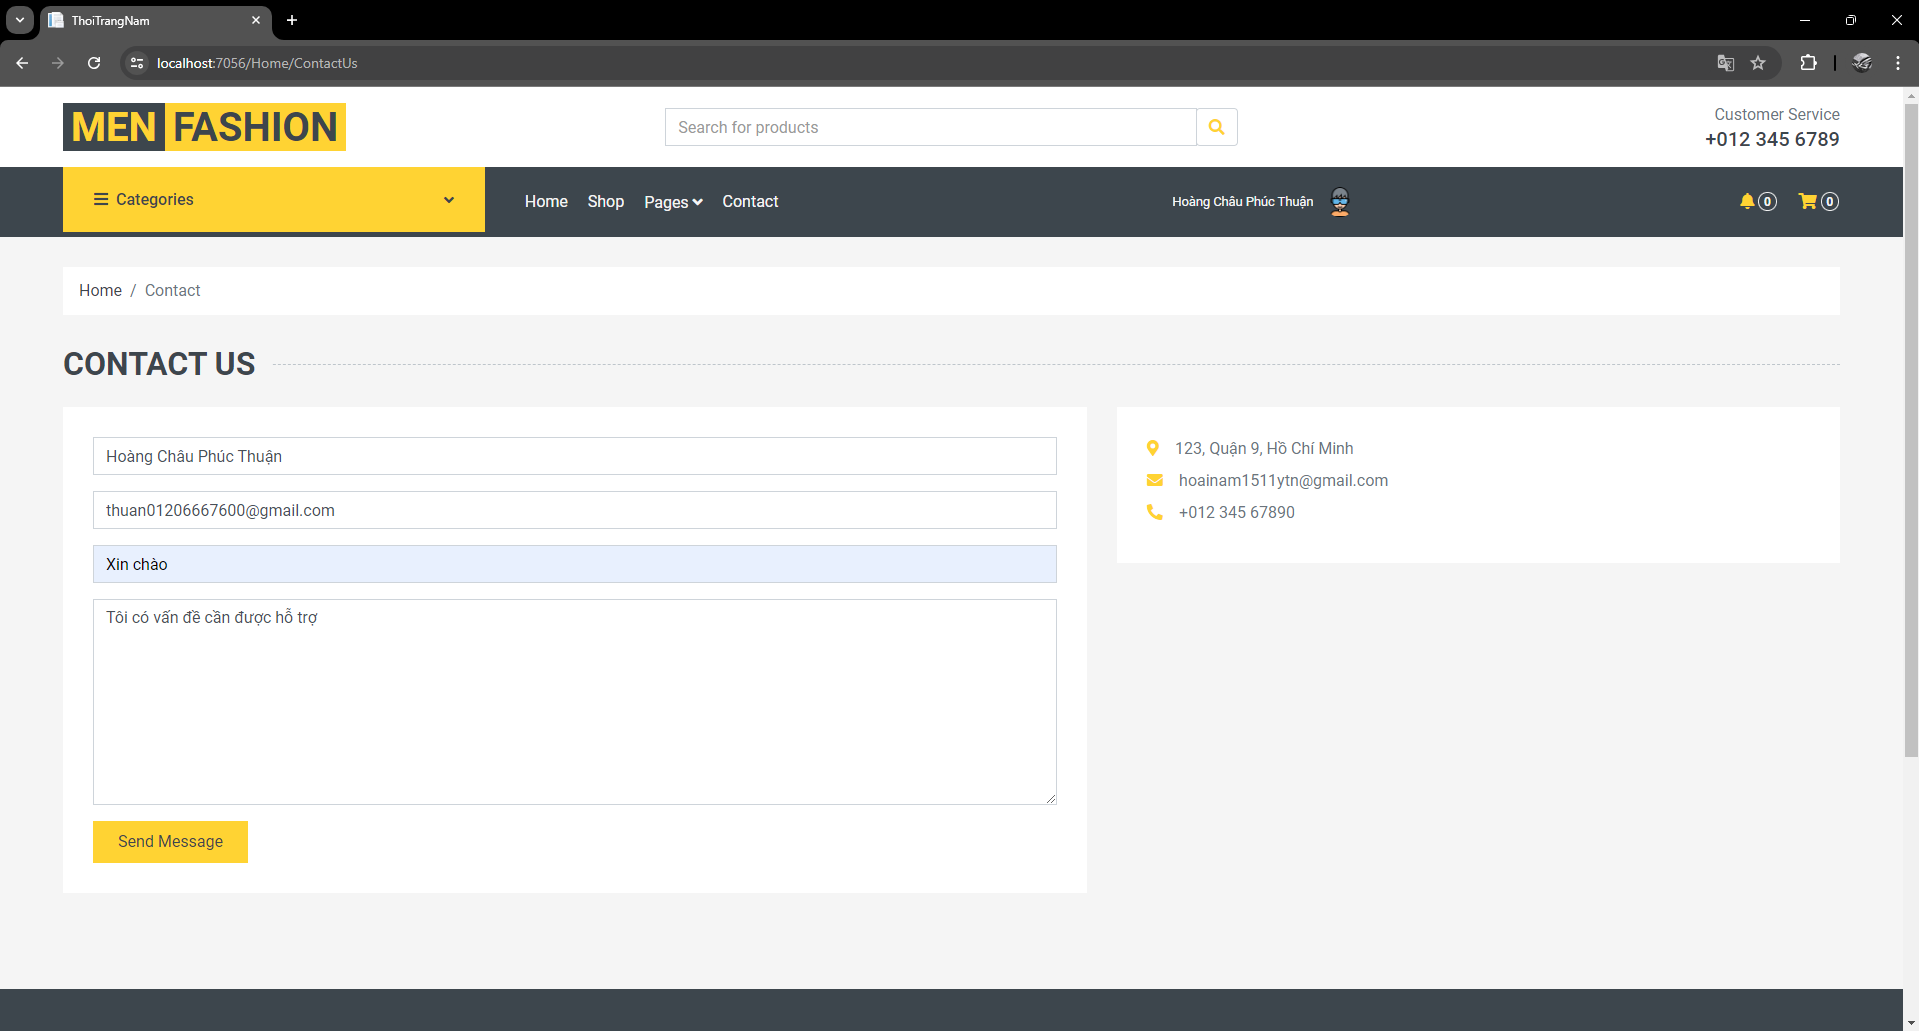 ThoiTrangNam
localhost:7056/Home/ContactUs
MEN FASHION
Search for products
Customer Service
+012 345 6789
Categories
Home Shop Pages Contact
Hoàng Châu Phúc Thuận
0 0
Home / Contact
CONTACT US
Hoàng Châu Phúc Thuận
thuan01206667600@gmail.com
Xin chào
Tôi có vấn đề cần được hỗ trợ
Send Message
123, Quận 9, Hồ Chí Minh
hoainam1511ytn@gmail.com
+012 345 67890